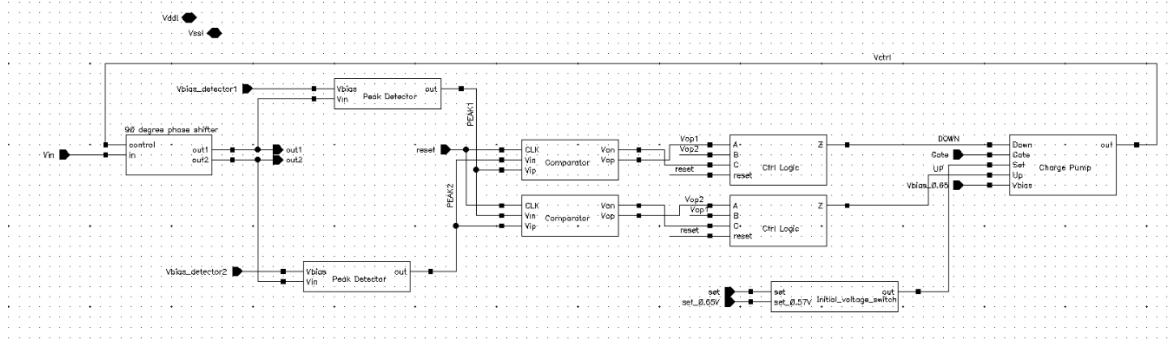 Vdd!
Vss!
Vctrl
Vbias_detector1
Vbias
Vin
out
Peak Detector
PEAK1
90 degree phase shifter
control
in
out1
out2
Vin
out1
out2
reset
CLK
Vin
Vip
Von
Vop
Comparator
Vop1
Vop2
reset
A
B
C
reset
Z
Ctrl Logic
DOWN
Gate
UP
Vbias_0.65
Down
Gate
Set
Up
Vbias
out
Charge Pump
PEAK2
CLK
Vin
Vip
Von
Vop
Comparator
Vop2
Vop1
reset
A
B
C
reset
Z
Ctrl Logic
Vbias_detector2
Vbias
Vin
out
Peak Detector
set
set_0.65V
set
set_0.57V
out
Initial_voltage_switch